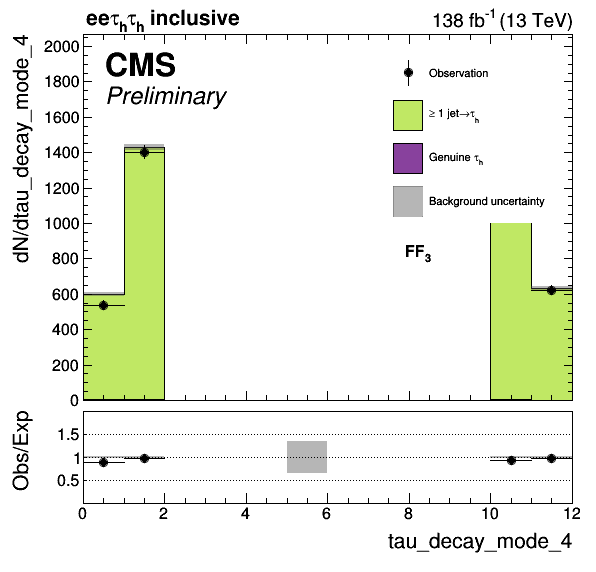 eeτₕτₕ inclusive
138 fb⁻¹ (13 TeV)
dN/dtau_decay_mode_4
2000
1800
1600
1400
1200
1000
800
600
400
200
0
CMS
Preliminary
Observation
≥ 1 jet→τₕ
Genuine τₕ
Background uncertainty
FF₃
Obs/Exp
1.5
1
0.5
0 2 4 6 8 10 12
tau_decay_mode_4